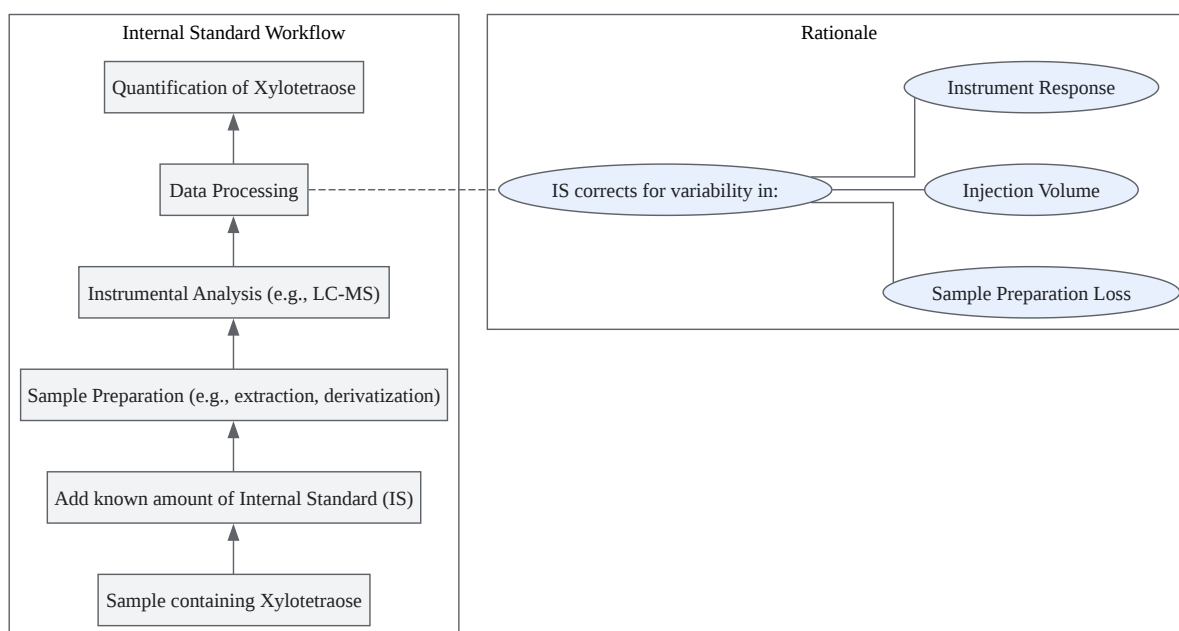 Internal Standard Workflow
Quantification of Xylotetraose
Data Processing
Instrumental Analysis (e.g., LC-MS)
Sample Preparation (e.g., extraction, derivatization)
Add known amount of Internal Standard (IS)
Sample containing Xylotetraose
Rationale
IS corrects for variability in:
Instrument Response
Injection Volume
Sample Preparation Loss